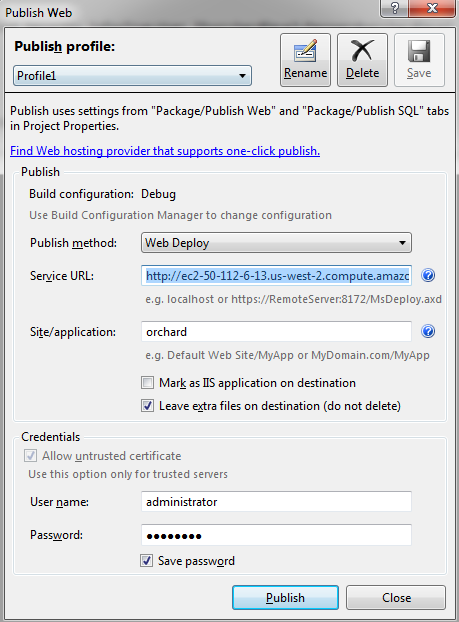 Publish Web
Publish profile:
Profile1
Rename
Delete
Save
Publish uses settings from "Package/Publish Web" and "Package/Publish SQL" tabs
in Project Properties.
Find Web hosting provider that supports one-click publish.
Publish
Build configuration: Debug
Use Build Configuration Manager to change configuration
Publish method: Web Deploy
Service URL: http://ec2-50-112-6-13.us-west-2.compute.amazo
e.g. localhost or https://RemoteServer:8172/MsDeploy.axd
Site/application: orchard
e.g. Default Web Site/MyApp or MyDomain.com/MyApp
Mark as IIS application on destination
Leave extra files on destination (do not delete)
Credentials
Allow untrusted certificate
Use this option only for trusted servers
User name: administrator
Password: ●●●●●●●●
Save password
Publish
Close